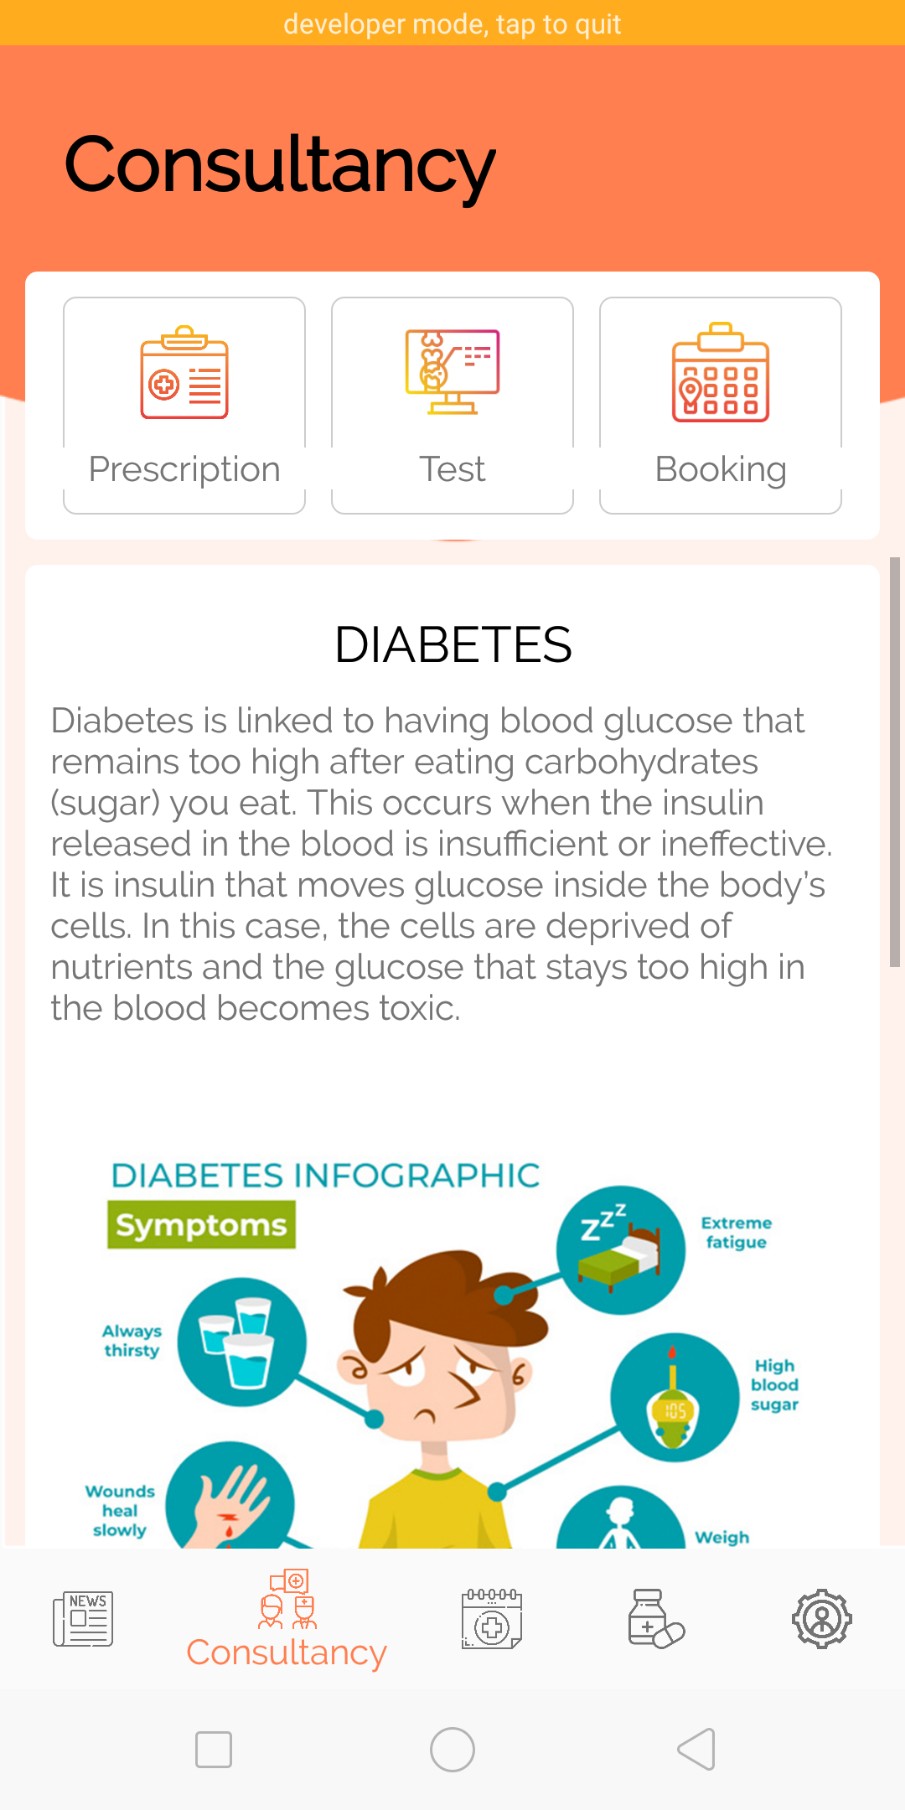 developer mode, tap to quit
Consultancy
Prescription
Test
Booking
DIABETES
Diabetes is linked to having blood glucose that
remains too high after eating carbohydrates
(sugar) you eat. This occurs when the insulin
released in the blood is insufficient or ineffective.
It is insulin that moves glucose inside the body's
cells. In this case, the cells are deprived of
nutrients and the glucose that stays too high in
the blood becomes toxic.
DIABETES INFOGRAPHIC
Symptoms
zzz
Extreme
fatigue
Always
thirsty
High
blood
sugar
105
Wounds
heal
slowly
Weigh
NEWS
Consultancy